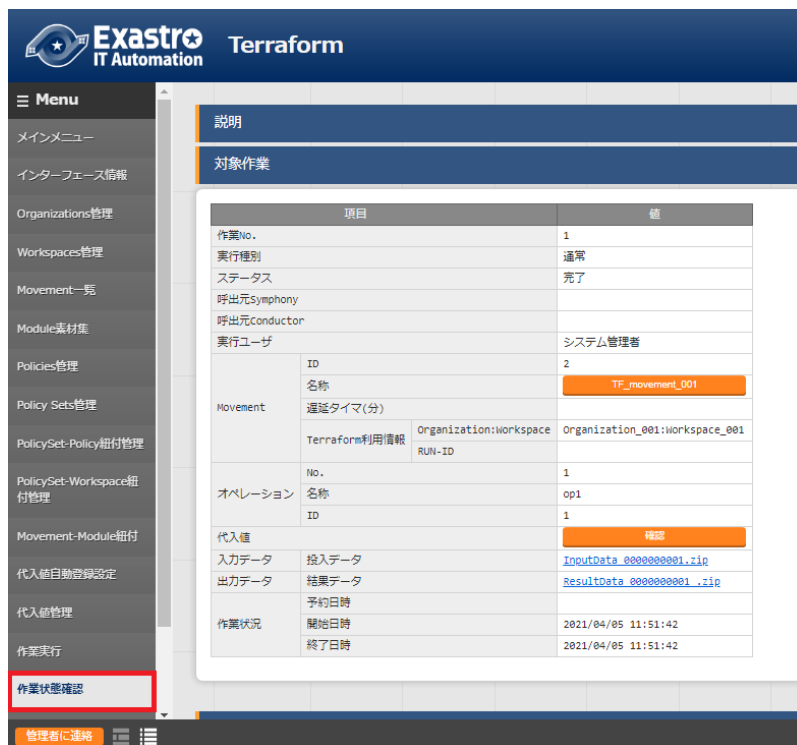 Exastro
IT Automation
Terraform
Menu
メインメニュー
インターフェース情報
Organizations管理
Workspaces管理
Movement一覧
Module素材集
Policies管理
Policy Sets管理
PolicySet-Policy紐付管理
PolicySet-Workspace紐
付管理
Movement-Module紐付
代入値自動登録設定
代入値管理
作業実行
作業状態確認
管理者に連絡
説明
対象作業
項目 値
作業No. 1
実行種別 通常
ステータス 完了
呼出元Symphony
呼出元Conductor
実行ユーザ システム管理者
Movement
ID 2
名称 TF_movement_001
遅延タイマ(分)
Terraform利用情報
Organization:Workspace Organization_001:Workspace_001
RUN-ID
オペレーション
No. 1
名称 op1
ID 1
代入値 確認
入力データ 投入データ InputData_0000000001.zip
出力データ 結果データ ResultData_0000000001 .zip
作業状況
予約日時
開始日時 2021/04/05 11:51:42
終了日時 2021/04/05 11:51:42